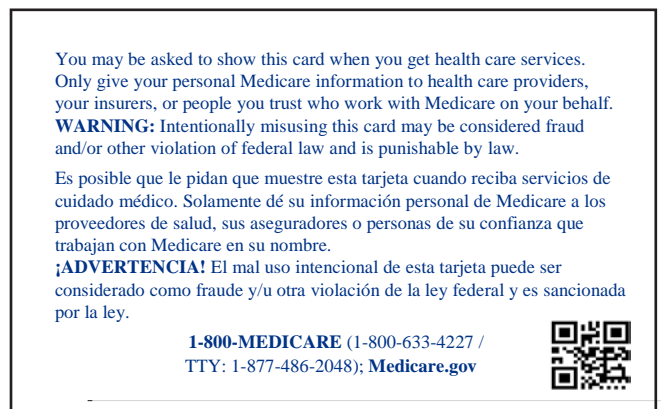 You may be asked to show this card when you get health care services.
Only give your personal Medicare information to health care providers,
your insurers, or people you trust who work with Medicare on your behalf.
WARNING: Intentionally misusing this card may be considered fraud
and/or other violation of federal law and is punishable by law.
Es posible que le pidan que muestre esta tarjeta cuando reciba servicios de
cuidado médico. Solamente dé su información personal de Medicare a los
proveedores de salud, sus aseguradores o personas de su confianza que
trabajan con Medicare en su nombre.
¡ADVERTENCIA! El mal uso intencional de esta tarjeta puede ser
considerado como fraude y/u otra violación de la ley federal y es sancionada
por la ley.
1-800-MEDICARE (1-800-633-4227 /
TTY: 1-877-486-2048); Medicare.gov